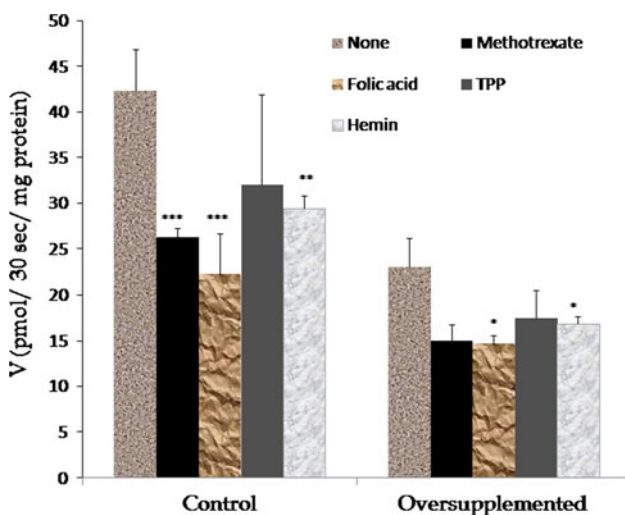 V (pmol/ 30 sec/ mg protein)
50
45
40
35
30
25
20
15
10
5
0
None
Methotrexate
Folic acid
TPP
Hemin
***
***
**
*
*
Control
Oversupplemented